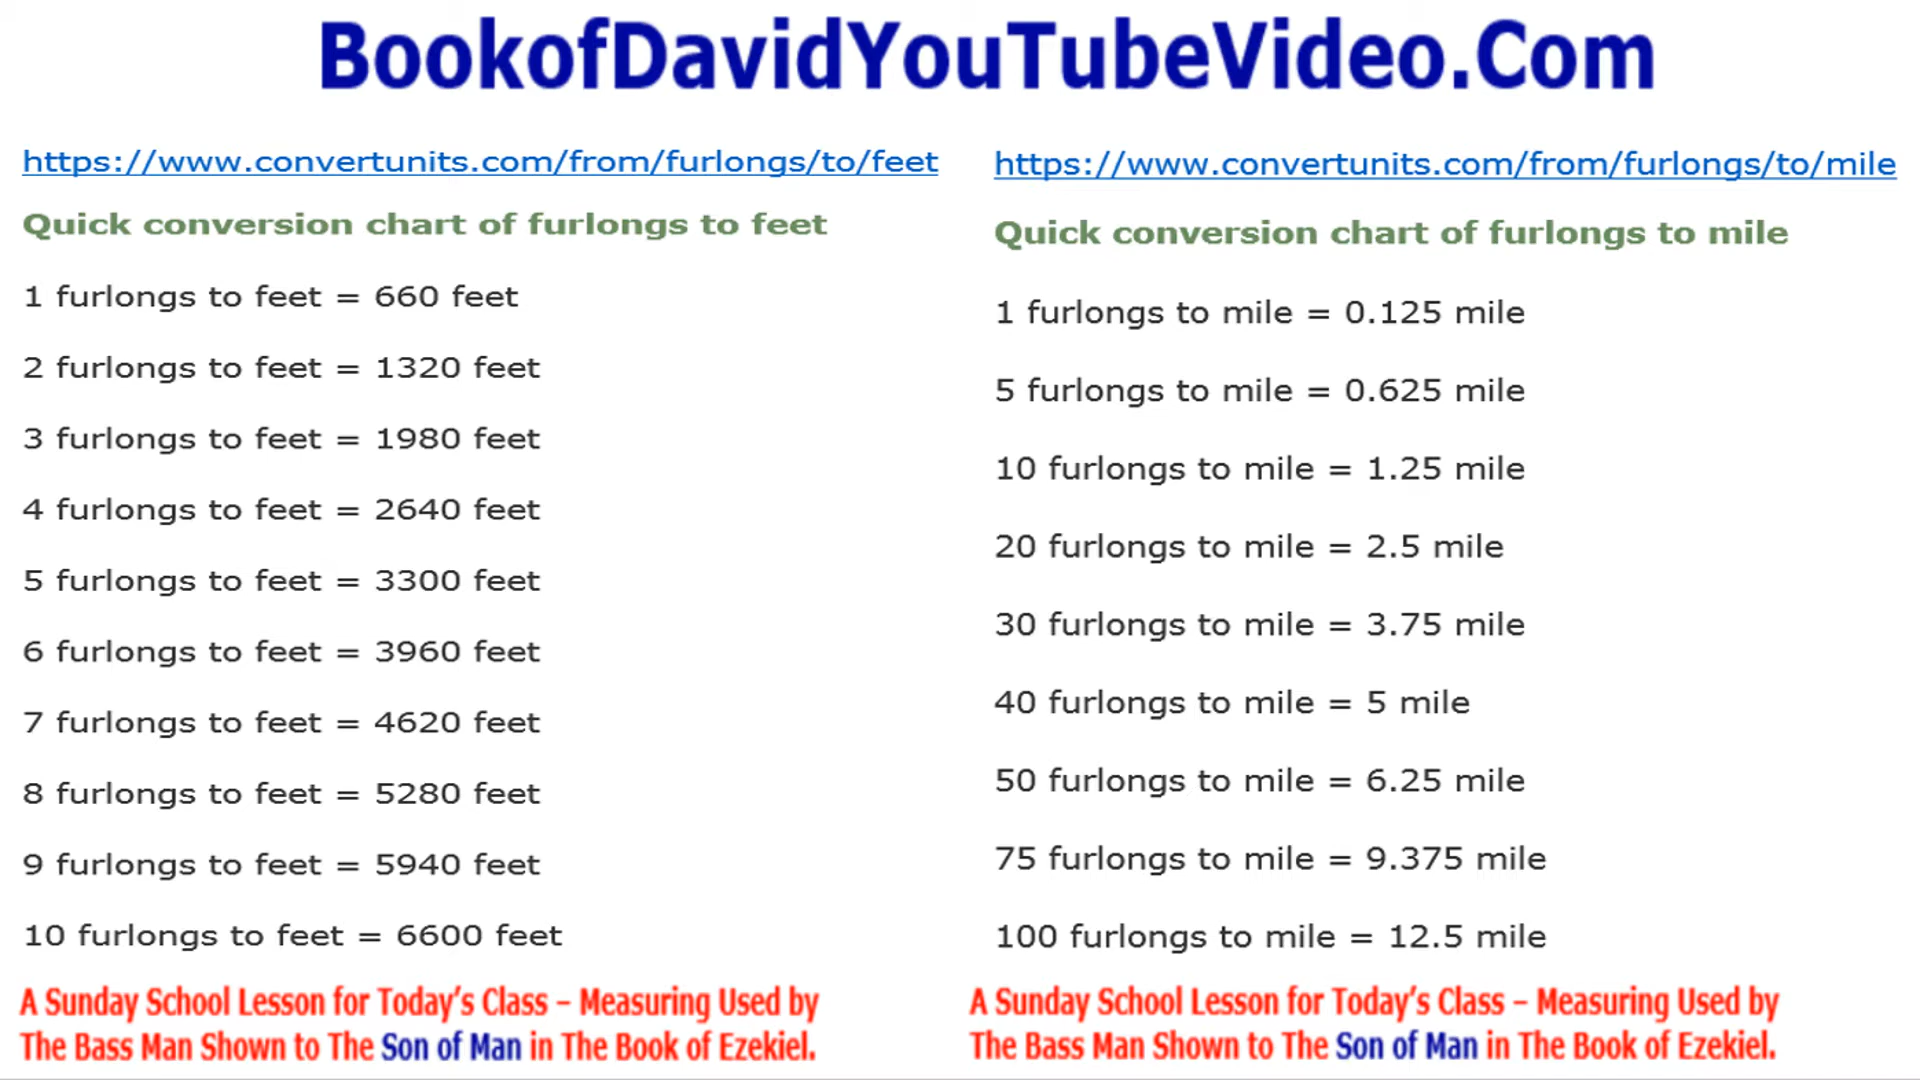 BookofDavidYouTubeVideo.Com
https://www.convertunits.com/from/furlongs/to/feet
Quick conversion chart of furlongs to feet
1 furlongs to feet = 660 feet
2 furlongs to feet = 1320 feet
3 furlongs to feet = 1980 feet
4 furlongs to feet = 2640 feet
5 furlongs to feet = 3300 feet
6 furlongs to feet = 3960 feet
7 furlongs to feet = 4620 feet
8 furlongs to feet = 5280 feet
9 furlongs to feet = 5940 feet
10 furlongs to feet = 6600 feet
A Sunday School Lesson for Today’s Class – Measuring Used by
The Bass Man Shown to The Son of Man in The Book of Ezekiel.
https://www.convertunits.com/from/furlongs/to/mile
Quick conversion chart of furlongs to mile
1 furlongs to mile = 0.125 mile
5 furlongs to mile = 0.625 mile
10 furlongs to mile = 1.25 mile
20 furlongs to mile = 2.5 mile
30 furlongs to mile = 3.75 mile
40 furlongs to mile = 5 mile
50 furlongs to mile = 6.25 mile
75 furlongs to mile = 9.375 mile
100 furlongs to mile = 12.5 mile
A Sunday School Lesson for Today’s Class – Measuring Used by
The Bass Man Shown to The Son of Man in The Book of Ezekiel.